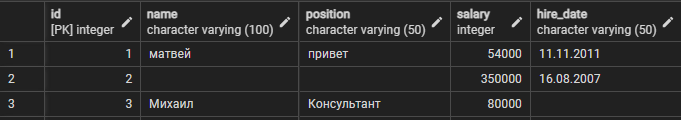 id name position salary hire_date
[PK] integer character varying (100) character varying (50) integer character varying (50)
1 1 матвей привет 54000 11.11.2011
2 2 350000 16.08.2007
3 3 Михаил Консультант 80000